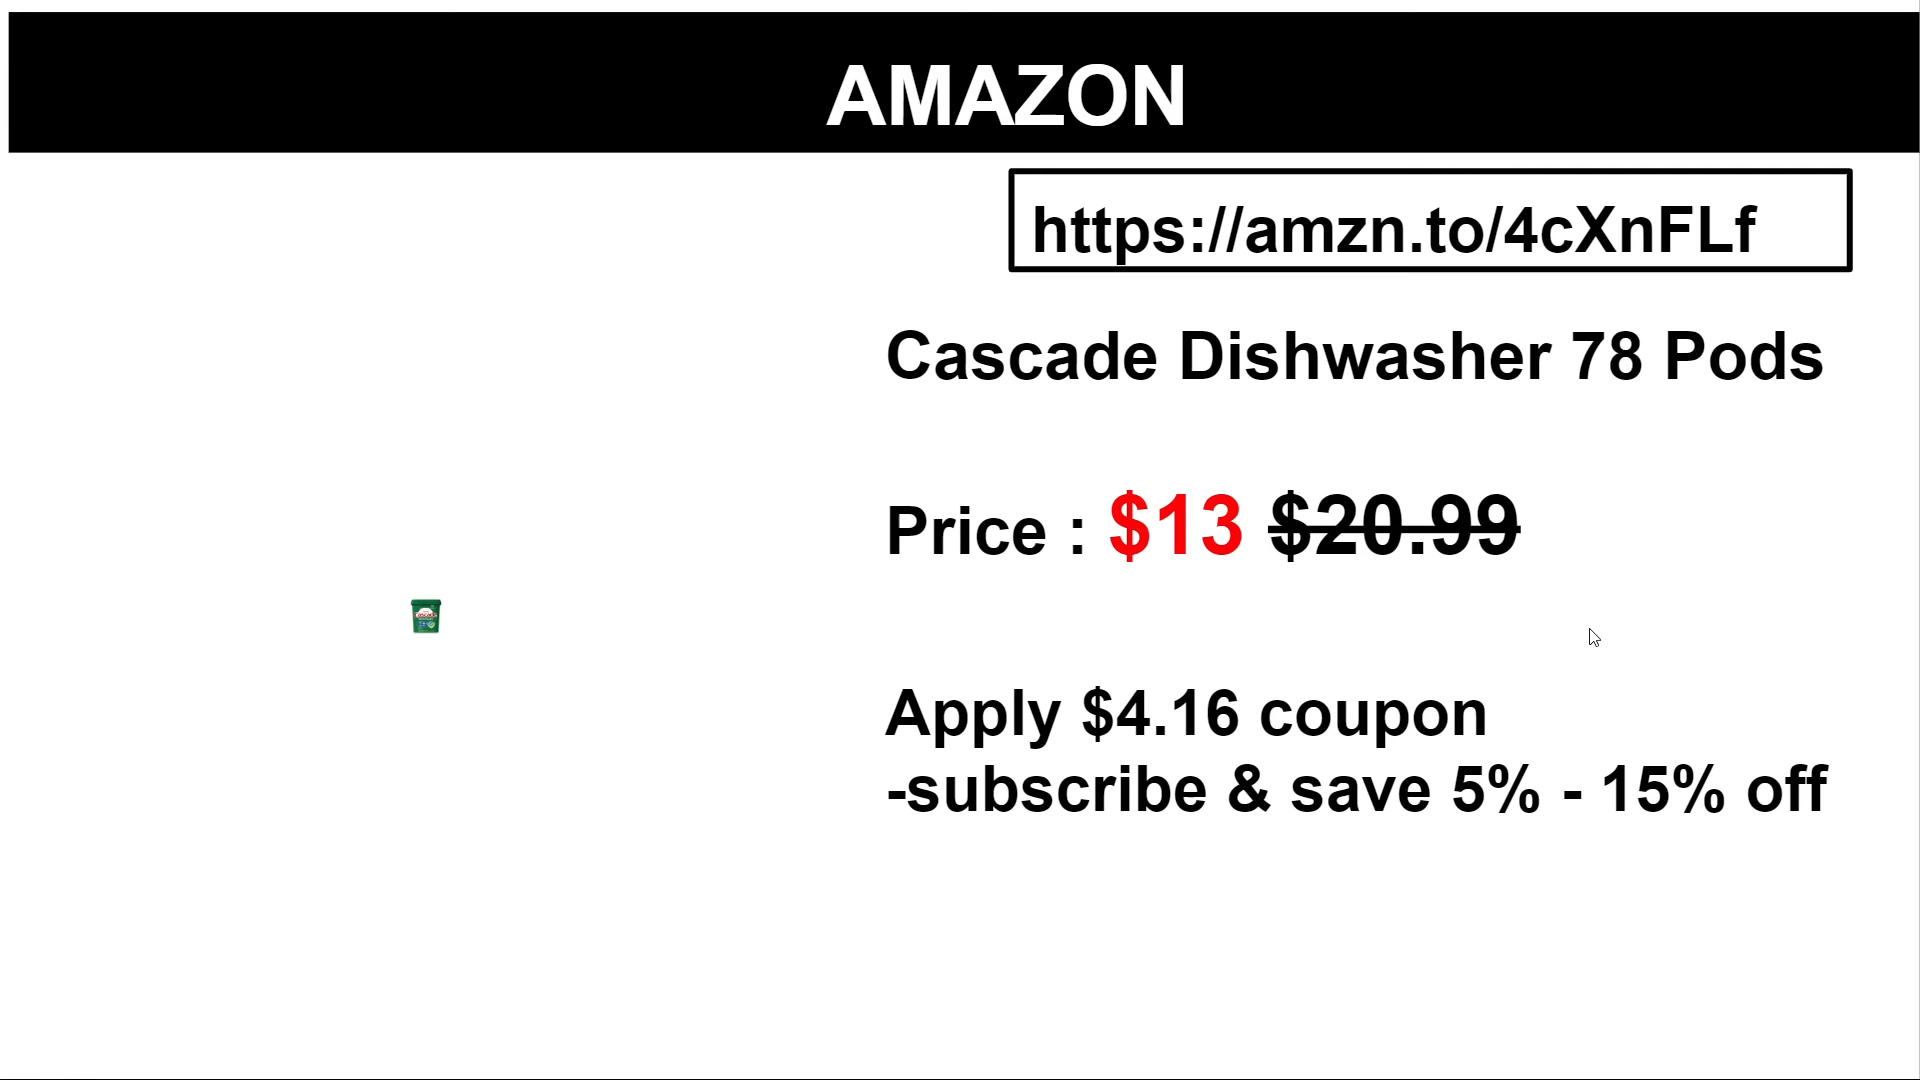 AMAZON
https://amzn.to/4cXnFLf
Cascade Dishwasher 78 Pods
Price : $13 $20.99
Cascade
Apply $4.16 coupon
-subscribe & save 5% - 15% off